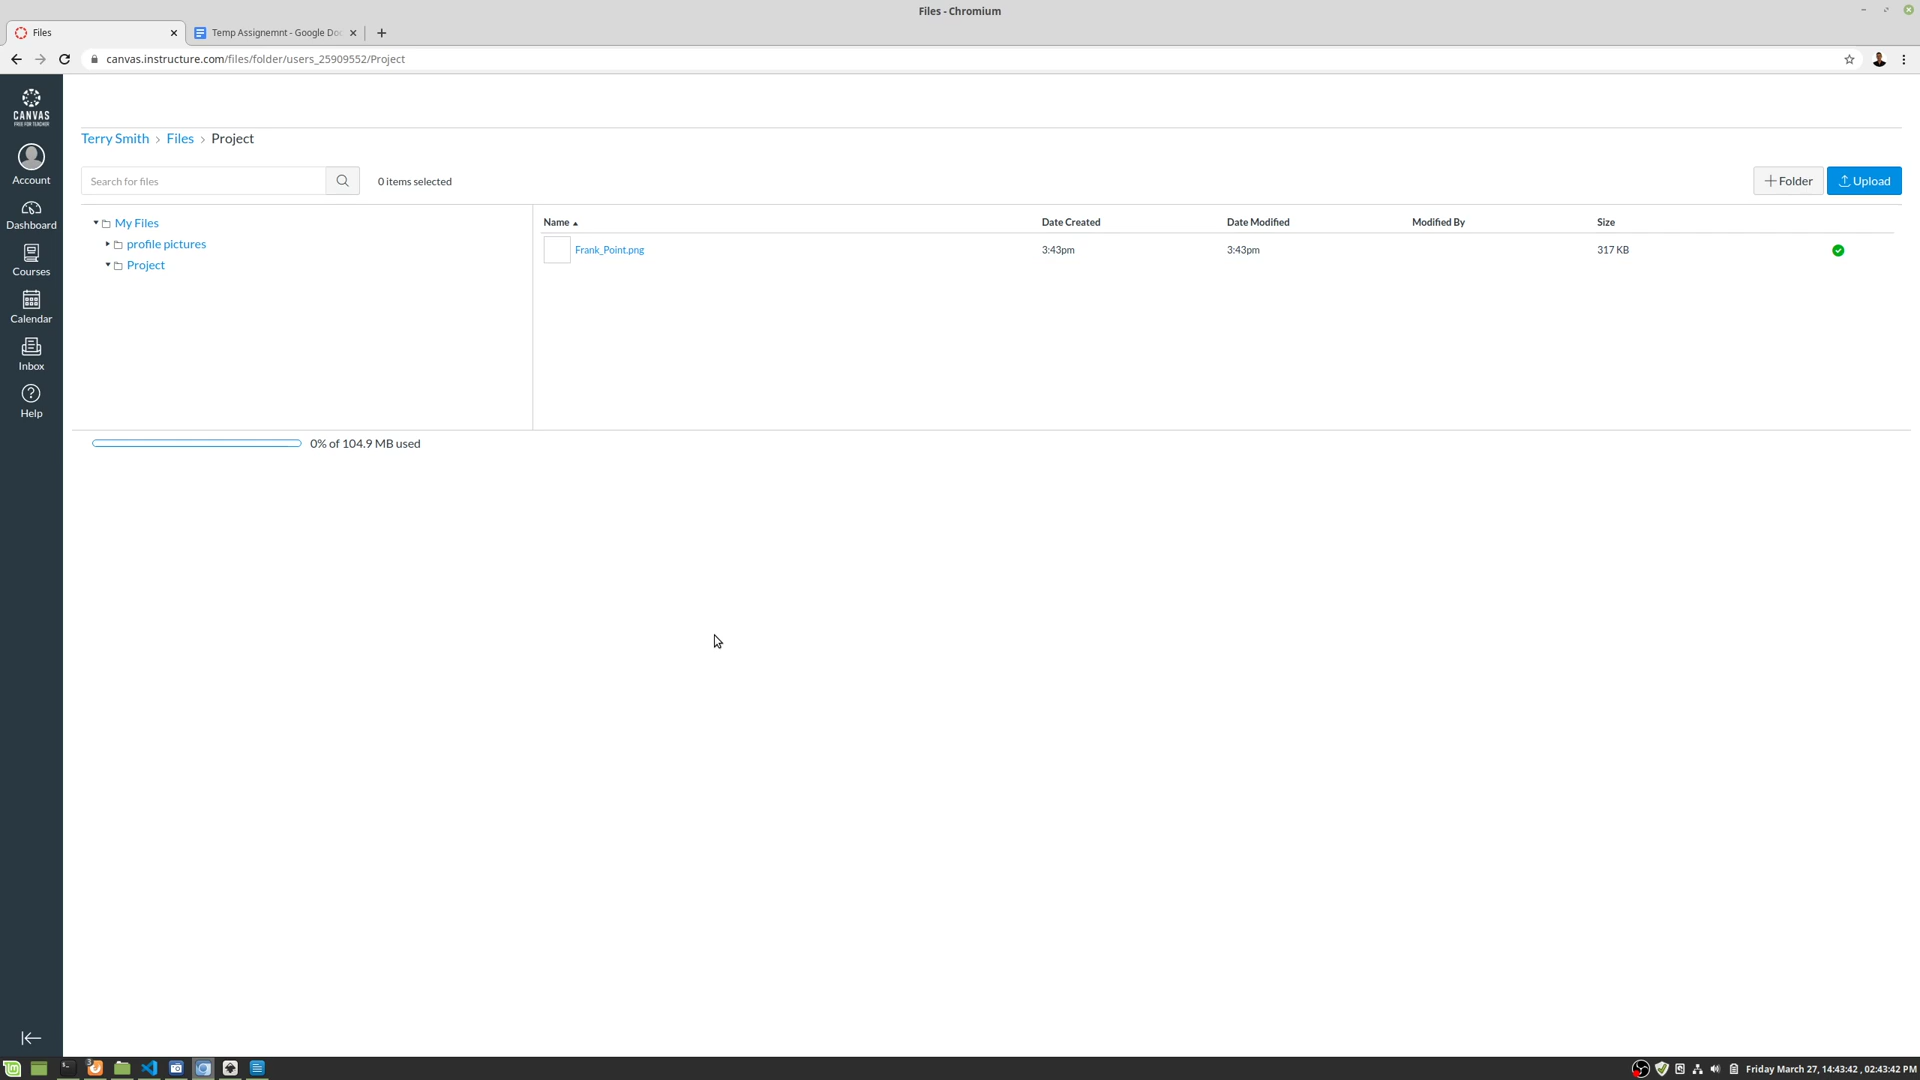 Files - Chromium
Files
Temp Assignemnt - Google Doc
canvas.instructure.com/files/folder/users_25909552/Project
CANVAS
FREE FOR TEACHER
Account
Dashboard
Courses
Calendar
Inbox
Help
Terry Smith › Files › Project
Search for files
0 items selected
Folder
Upload
My Files
profile pictures
Project
Name Date Created Date Modified Modified By Size
Frank_Point.png 3:43pm 3:43pm 317 KB
0% of 104.9 MB used
3
Friday March 27, 14:43:42 , 02:43:42 PM